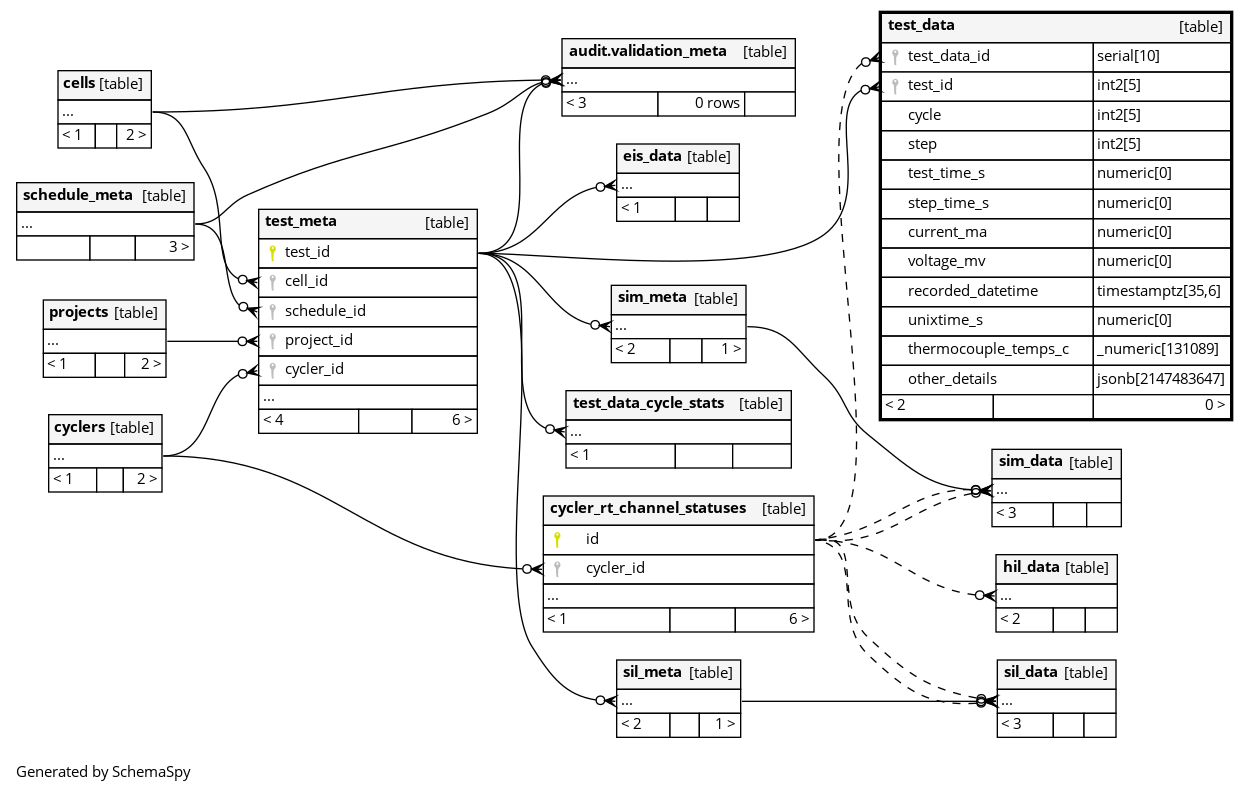 cells [table]
...
< 1 2 >
schedule_meta [table]
...
3 >
projects [table]
...
< 1 2 >
cyclers [table]
...
< 1 2 >
test_meta [table]
test_id
cell_id
schedule_id
project_id
cycler_id
...
< 4 6 >
audit.validation_meta [table]
...
< 3 0 rows
eis_data [table]
...
< 1
sim_meta [table]
...
< 2 1 >
test_data_cycle_stats [table]
...
< 1
cycler_rt_channel_statuses [table]
id
cycler_id
...
< 1 6 >
sil_meta [table]
...
< 2 1 >
test_data [table]
test_data_id serial[10]
test_id int2[5]
cycle int2[5]
step int2[5]
test_time_s numeric[0]
step_time_s numeric[0]
current_ma numeric[0]
voltage_mv numeric[0]
recorded_datetime timestamptz[35,6]
unixtime_s numeric[0]
thermocouple_temps_c _numeric[131089]
other_details jsonb[2147483647]
< 2 0 >
sim_data [table]
...
< 3
hil_data [table]
...
< 2
sil_data [table]
...
< 3
Generated by SchemaSpy